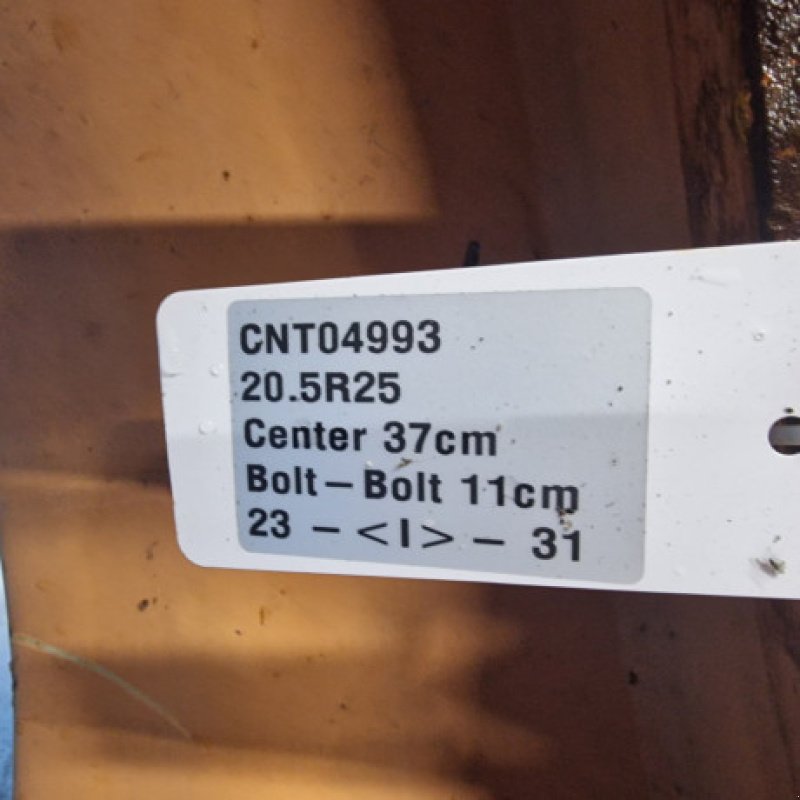 CNT04993
20.5R25
Center 37cm
Bolt-Bolt 11cm
23 -<|>- 31